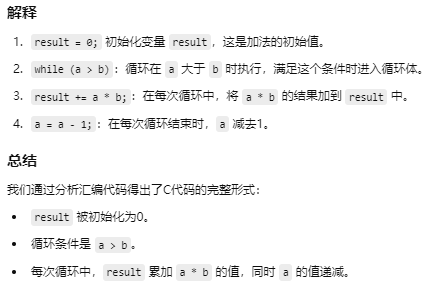 解释
1. result = 0; 初始化变量 result，这是加法的初始值。
2. while (a > b)：循环在 a 大于 b 时执行，满足这个条件时进入循环体。
3. result += a * b;：在每次循环中，将 a * b 的结果加到 result 中。
4. a = a - 1;：在每次循环结束时，a 减去1。
总结
我们通过分析汇编代码得出了C代码的完整形式：
• result 被初始化为0。
• 循环条件是 a > b。
• 每次循环中，result 累加 a * b 的值，同时 a 的值递减。